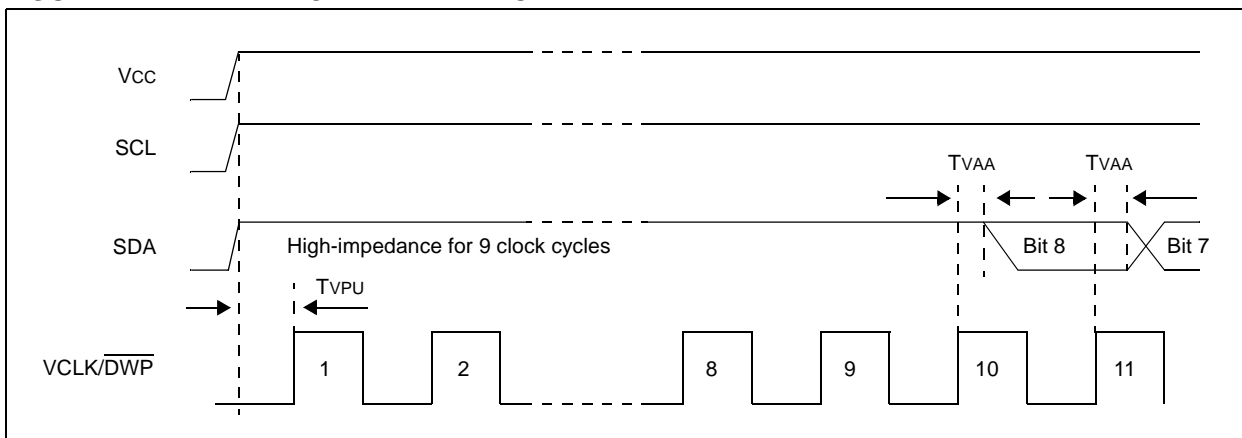 VCC
SCL
TVAA TVAA
SDA High-impedance for 9 clock cycles Bit 8 Bit 7
TVPU
VCLK/DWP 1 2 8 9 10 11